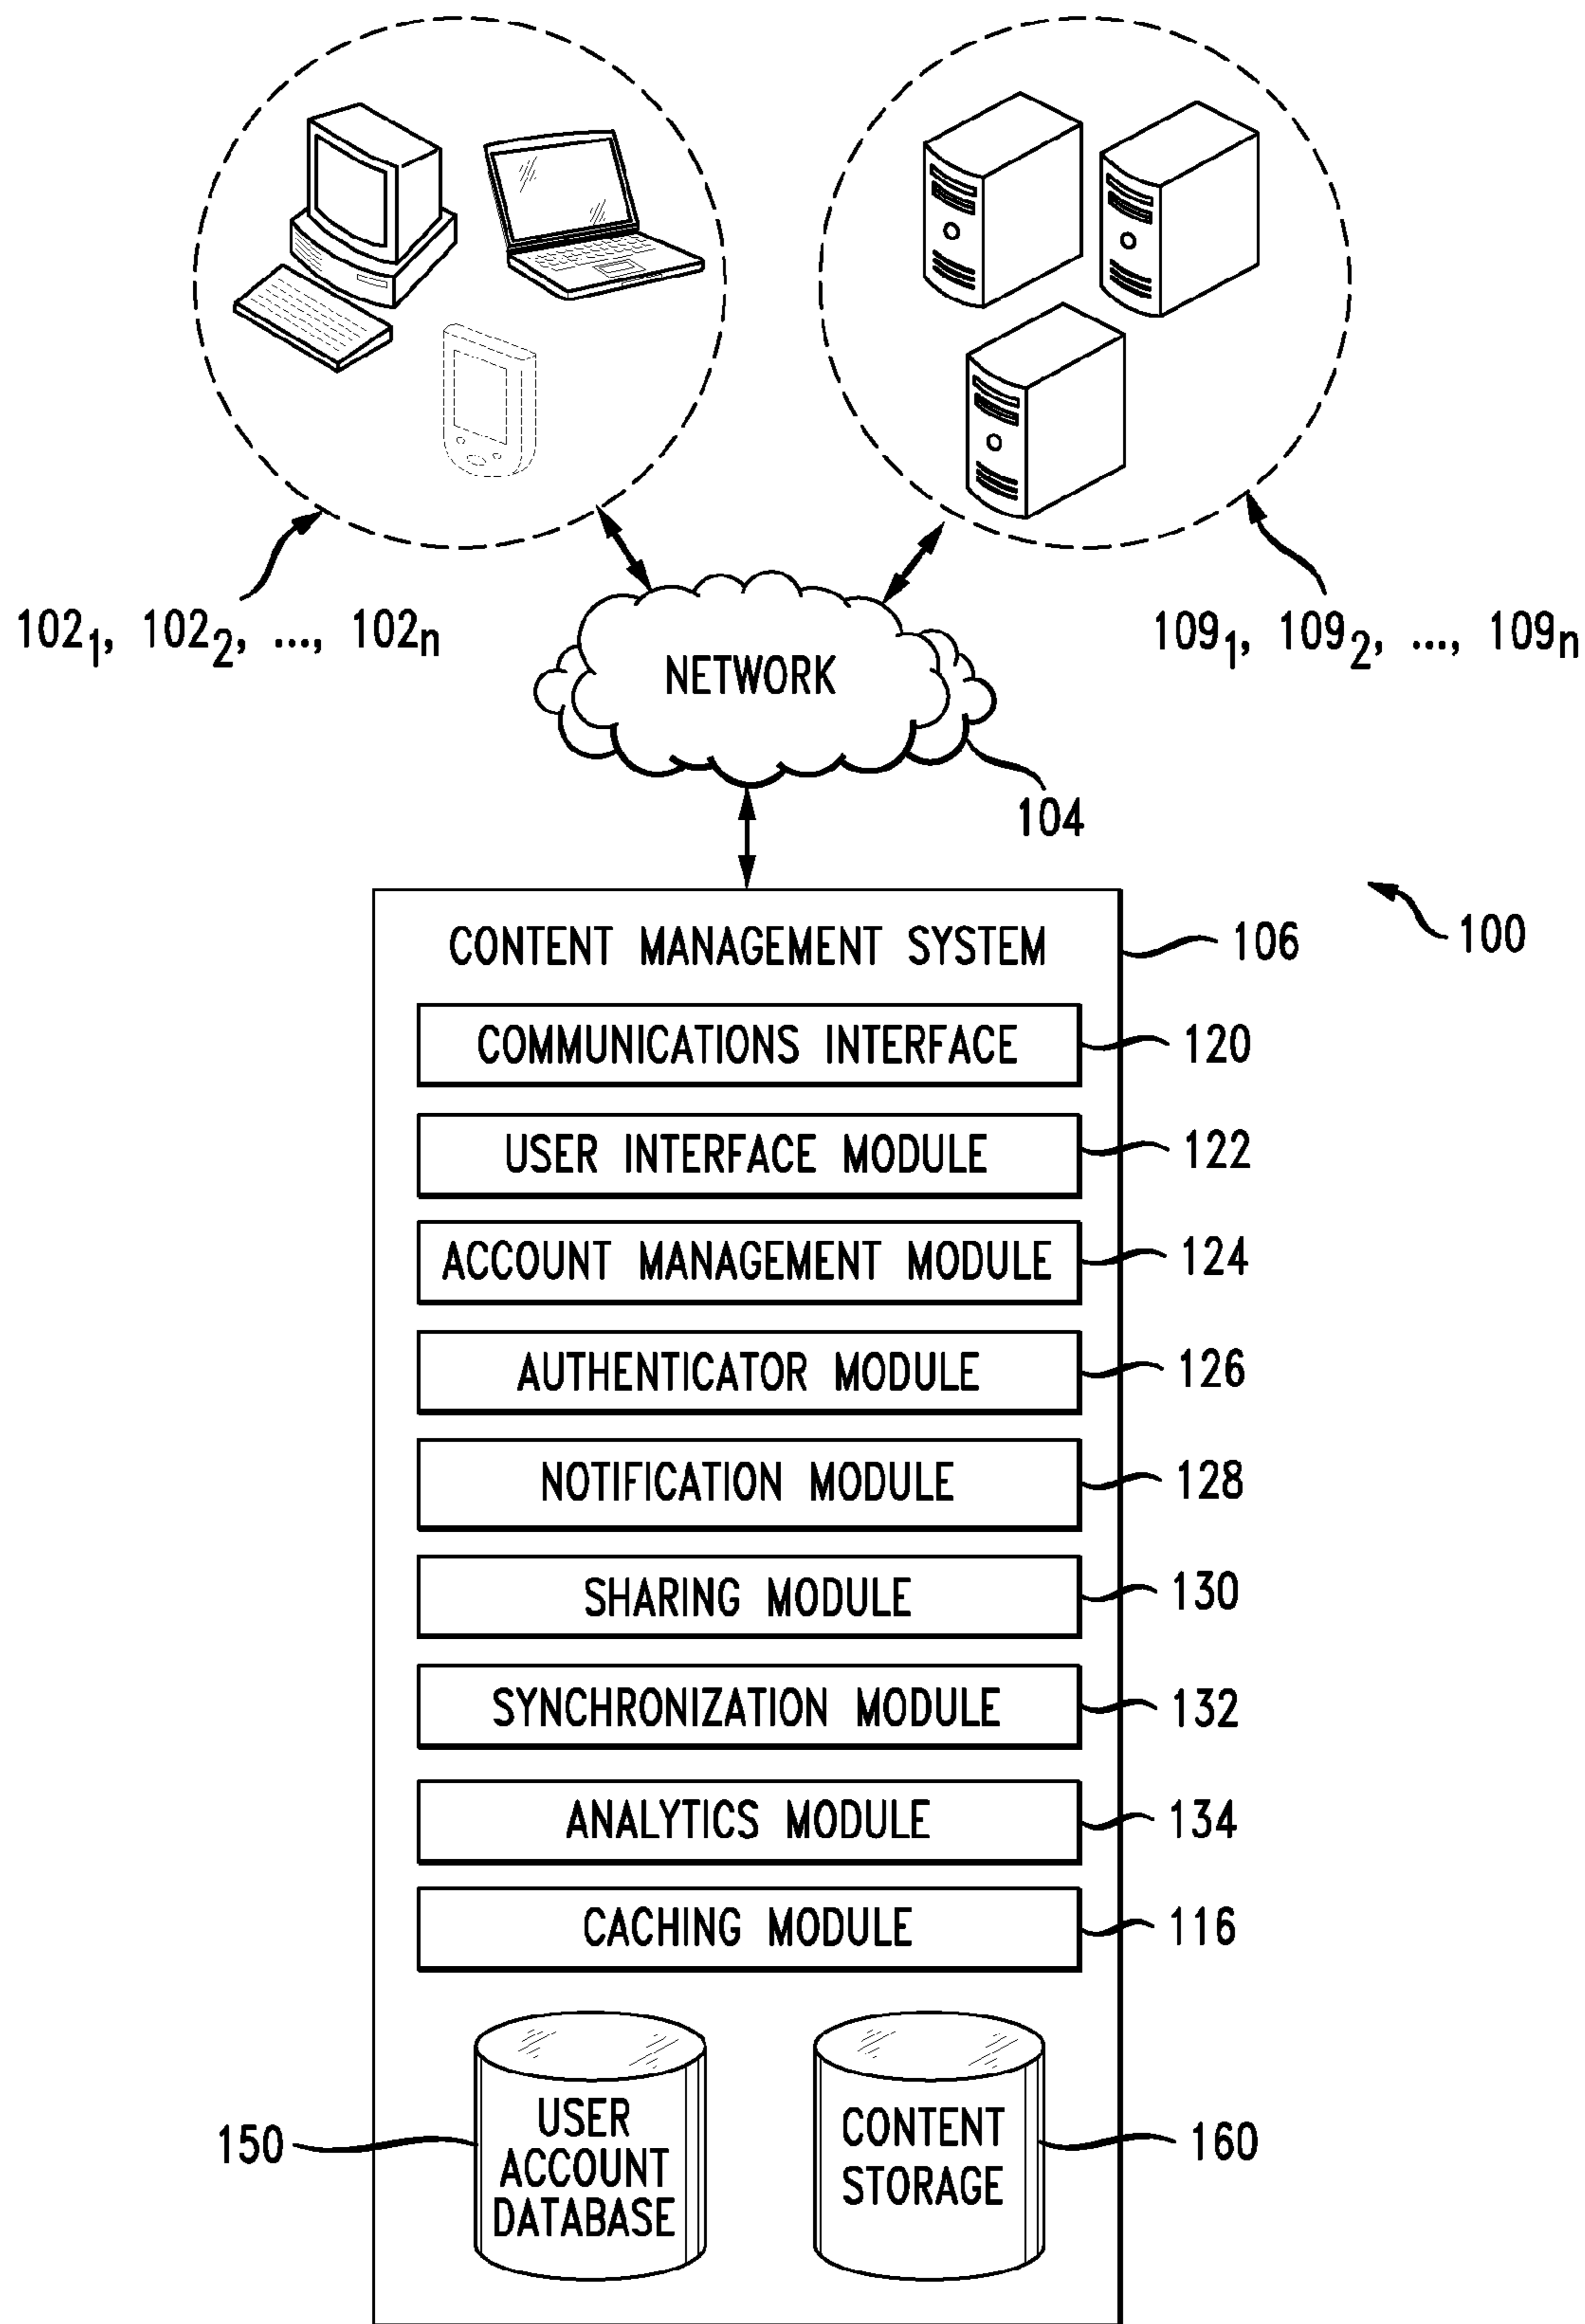 102₁, 102₂, ..., 102ₙ
109₁, 109₂, ..., 109ₙ
NETWORK
104
100
CONTENT MANAGEMENT SYSTEM
106
COMMUNICATIONS INTERFACE
120
USER INTERFACE MODULE
122
ACCOUNT MANAGEMENT MODULE
124
AUTHENTICATOR MODULE
126
NOTIFICATION MODULE
128
SHARING MODULE
130
SYNCHRONIZATION MODULE
132
ANALYTICS MODULE
134
CACHING MODULE
116
150
USER
ACCOUNT
DATABASE
CONTENT
STORAGE
160